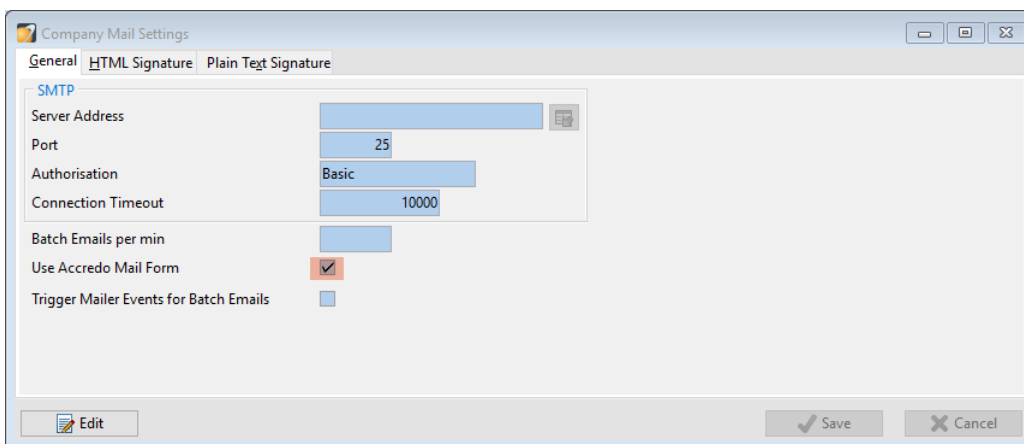 Company Mail Settings
General HTML Signature Plain Text Signature
SMTP
Server Address
Port 25
Authorisation Basic
Connection Timeout 10000
Batch Emails per min
Use Accredo Mail Form
Trigger Mailer Events for Batch Emails
Edit Save Cancel